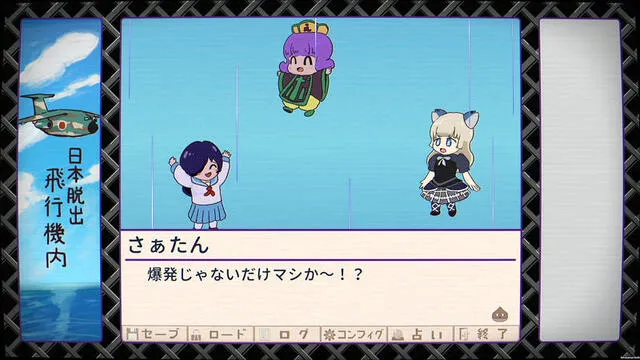 日本脱出
飛行機内
さぁたん
爆発じゃないだけマシか～！？
セーブ
ロード
ログ
コンフィグ
占い
終了